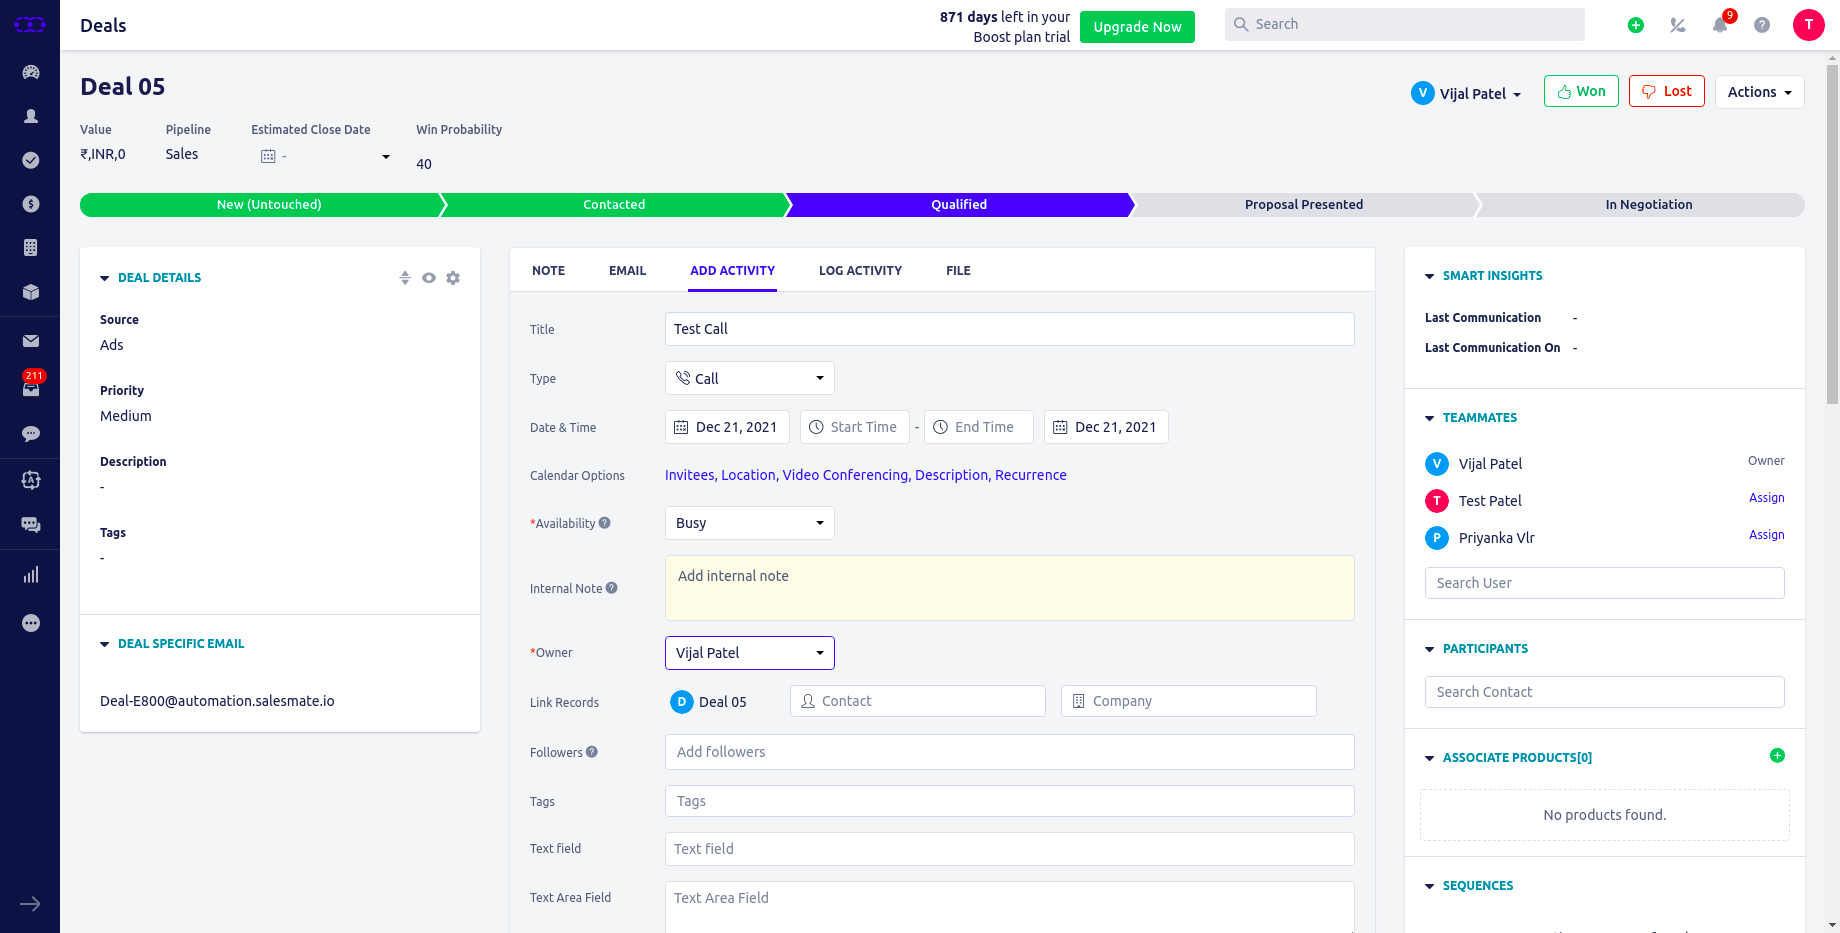 Deals
871 days left in your
Boost plan trial
Upgrade Now
Search
9
T
Deal 05
V Vijal Patel
Won
Lost
Actions
Value
Pipeline
Estimated Close Date
Win Probability
₹,INR,0
Sales
-
40
New (Untouched)
Contacted
Qualified
Proposal Presented
In Negotiation
211
DEAL DETAILS
Source
Ads
Priority
Medium
Description
-
Tags
-
DEAL SPECIFIC EMAIL
Deal-E800@automation.salesmate.io
NOTE
EMAIL
ADD ACTIVITY
LOG ACTIVITY
FILE
Title
Test Call
Type
Call
Date & Time
Dec 21, 2021
Start Time
-
End Time
Dec 21, 2021
Calendar Options
Invitees, Location, Video Conferencing, Description, Recurrence
*Availability
Busy
Internal Note
Add internal note
*Owner
Vijal Patel
Link Records
D Deal 05
Contact
Company
Followers
Add followers
Tags
Tags
Text field
Text field
Text Area Field
Text Area Field
SMART INSIGHTS
Last Communication -
Last Communication On -
TEAMMATES
V Vijal Patel Owner
T Test Patel Assign
P Priyanka Vlr Assign
Search User
PARTICIPANTS
Search Contact
ASSOCIATE PRODUCTS[0]
No products found.
SEQUENCES